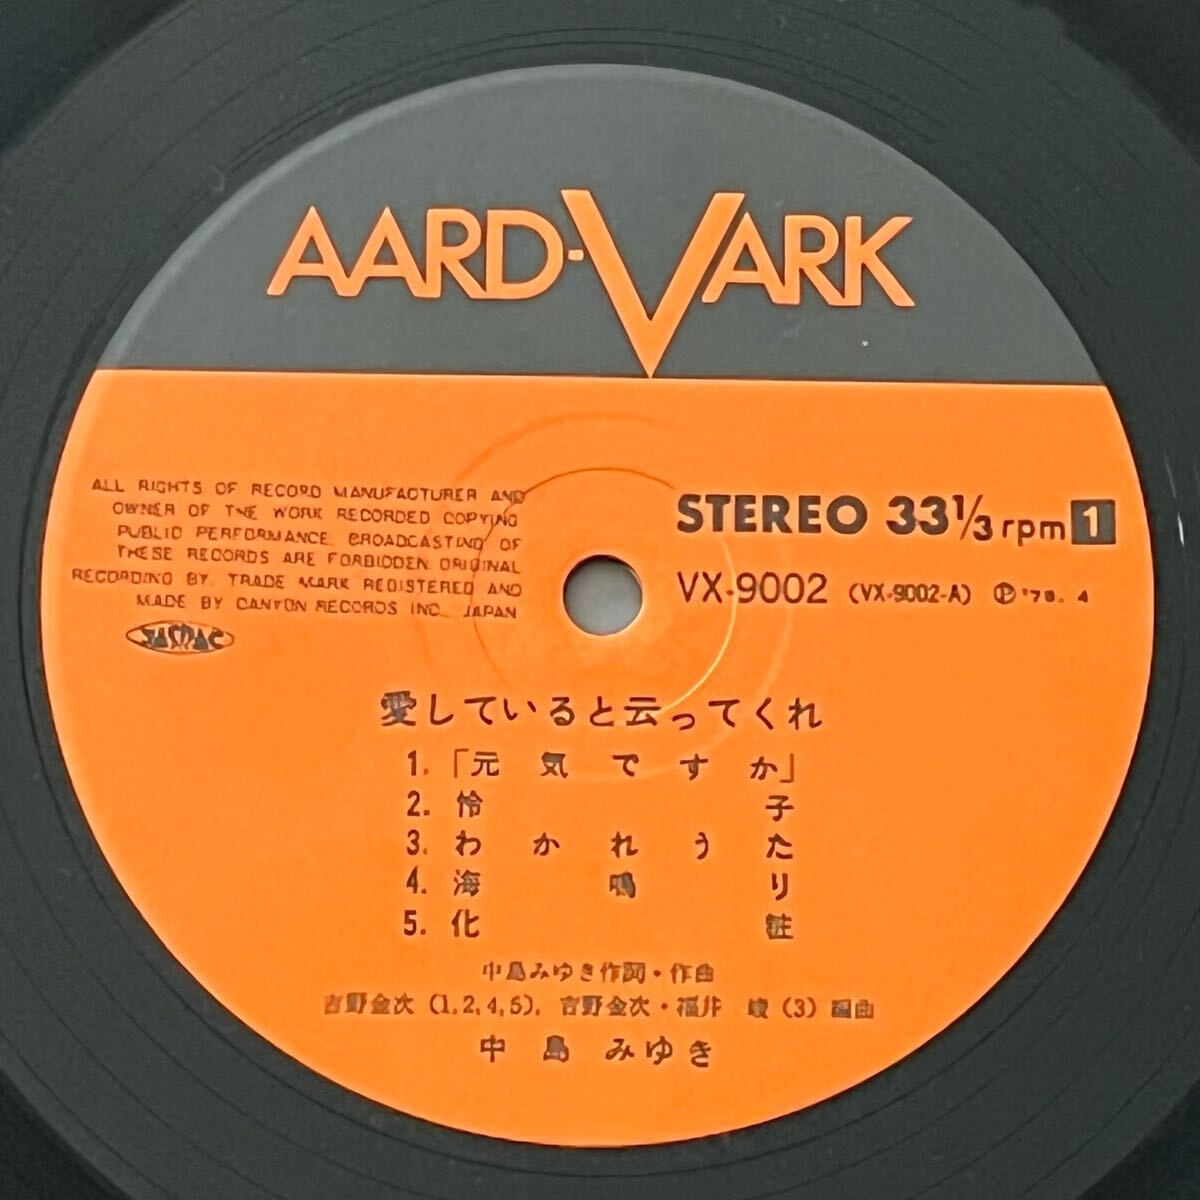 AARD-VARK
ALL RIGHTS OF RECORD MANUFACTURER AND
OWNER OF THE WORK RECORDED COPYING
PUBLIC PERFORMANCE BROADCASTING OF
THESE RECORDS ARE FORBIDDEN ORIGINAL
RECORDING BY TRADE MARK REGISTERED AND
MADE BY CANYON RECORDS INC. JAPAN
STEREO 33 1/3 rpm 1
VX-9002 (VX-9002-A) Ⓟ '78. 4
愛していると云ってくれ
1. 「元気ですか」
2. 怜子
3. わかれうた
4. 海鳴り
5. 化粧
中島みゆき作詞・作曲
吉野金次 (1,2,4,5), 吉野金次・福井 峻 (3) 編曲
中島みゆき